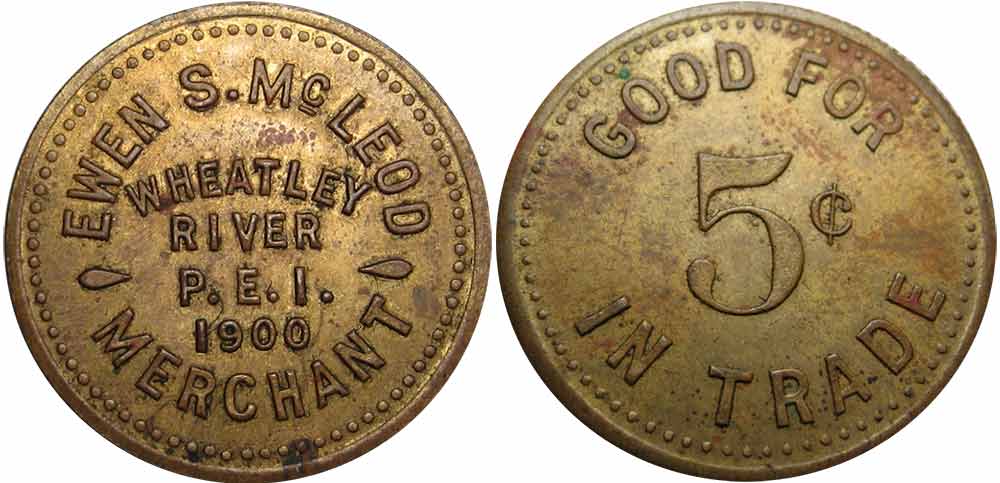 EWEN S. McLEOD
WHEATLEY
RIVER
P. E. I.
1900
MERCHANT
GOOD FOR
5¢
IN TRADE